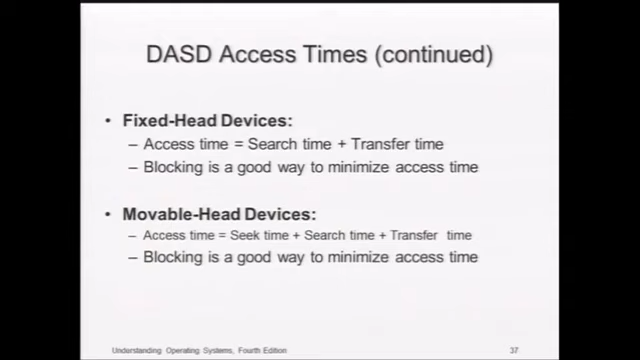 DASD Access Times (continued)
• Fixed-Head Devices:
– Access time = Search time + Transfer time
– Blocking is a good way to minimize access time
• Movable-Head Devices:
– Access time = Seek time + Search time + Transfer time
– Blocking is a good way to minimize access time
Understanding Operating Systems, Fourth Edition 37